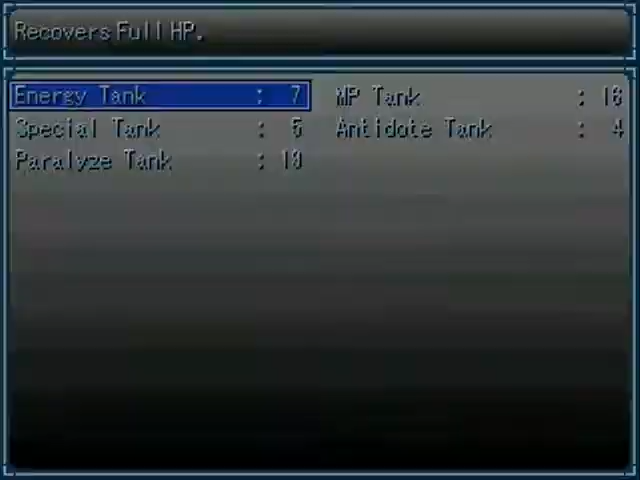 Recovers Full HP.
Energy Tank : 7 MP Tank : 16
Special Tank : 5 Antidote Tank : 4
Paralyze Tank : 10